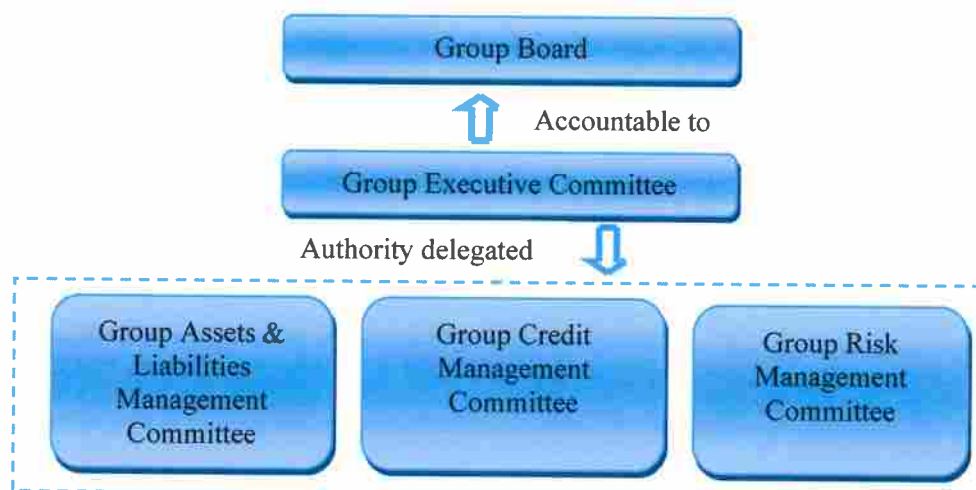 Group Board
Accountable to
Group Executive Committee
Authority delegated
Group Assets &
Liabilities
Management
Committee
Group Credit
Management
Committee
Group Risk
Management
Committee